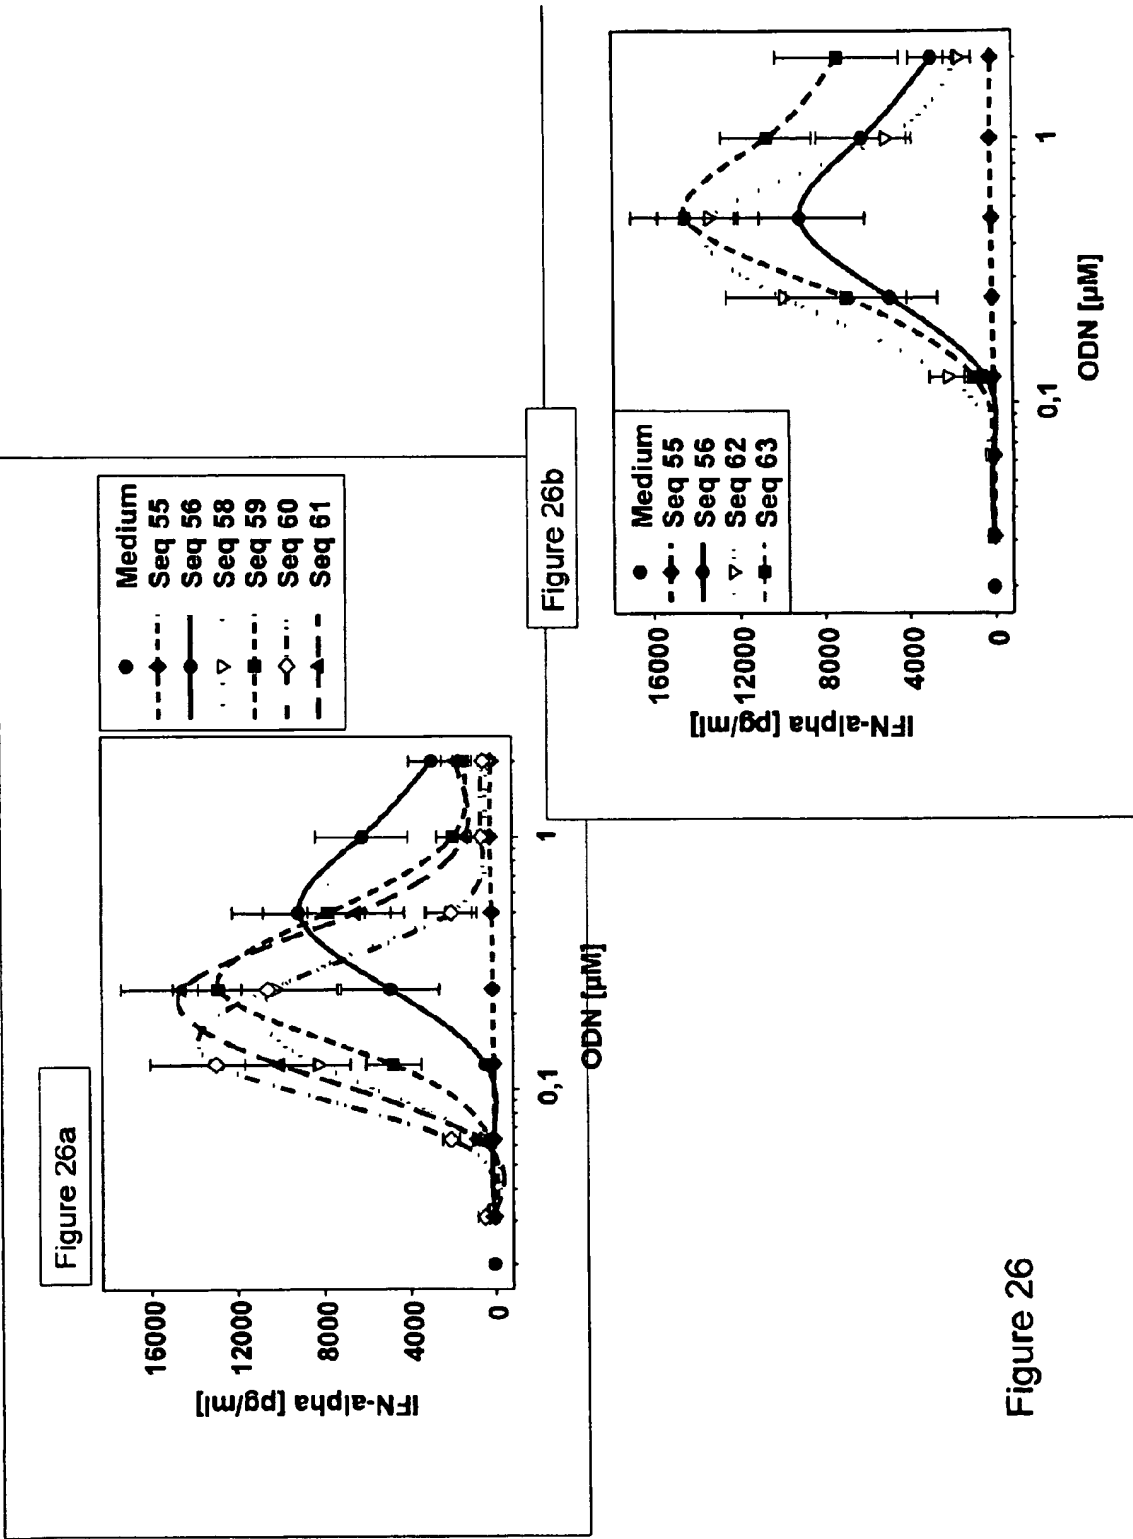 Figure 26a
IFN-alpha [pg/ml]
16000
12000
8000
4000
0
0,1
1
ODN [µM]
Medium
Seq 55
Seq 56
Seq 58
Seq 59
Seq 60
Seq 61
Figure 26b
IFN-alpha [pg/ml]
16000
12000
8000
4000
0
0,1
1
ODN [µM]
Medium
Seq 55
Seq 56
Seq 62
Seq 63
Figure 26